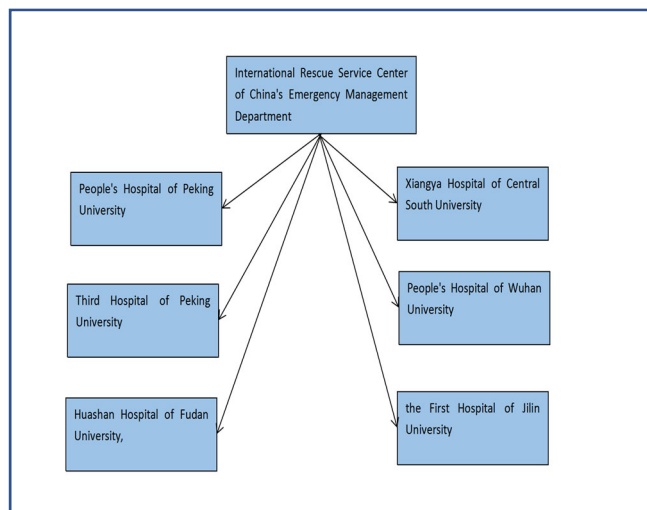 International Rescue Service Center
of China's Emergency Management
Department
People's Hospital of Peking
University
Xiangya Hospital of Central
South University
Third Hospital of Peking
University
People's Hospital of Wuhan
University
Huashan Hospital of Fudan
University,
the First Hospital of Jilin
University